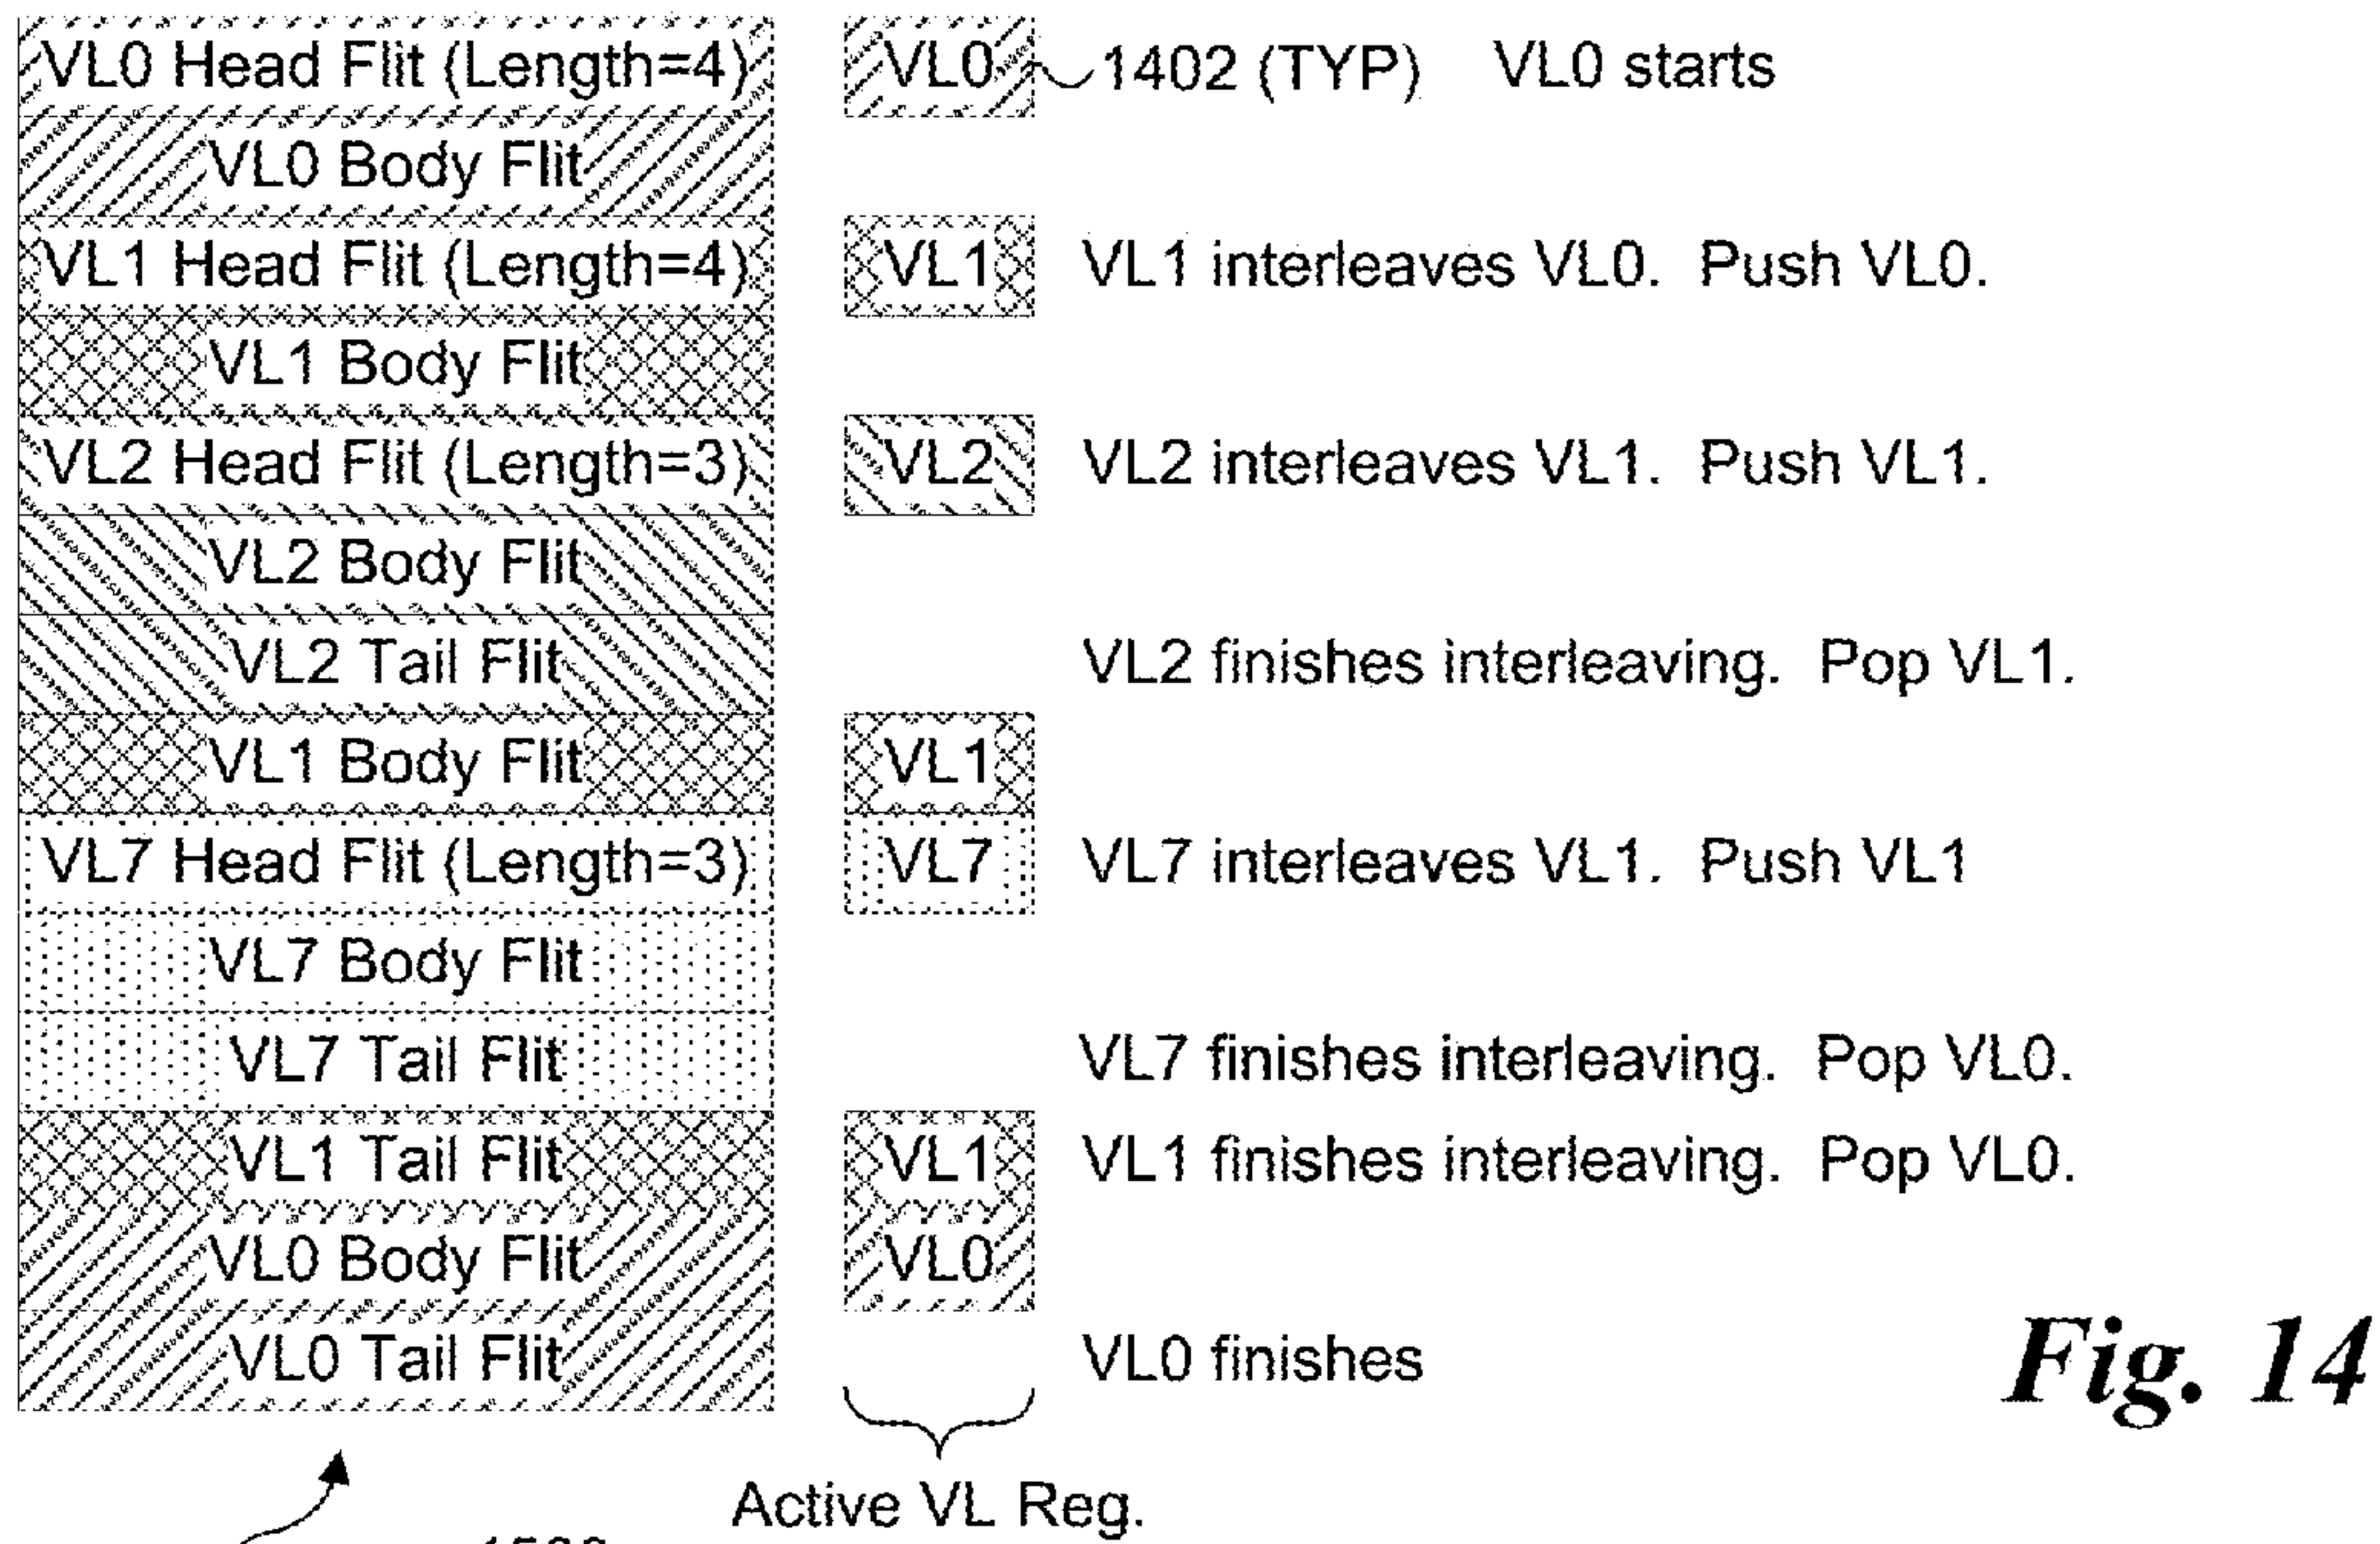 VL0 Head Flit (Length=4) VL0 1402 (TYP) VL0 starts
VL0 Body Flit
VL1 Head Flit (Length=4) VL1 VL1 interleaves VL0. Push VL0.
VL1 Body Flit
VL2 Head Flit (Length=3) VL2 VL2 interleaves VL1. Push VL1.
VL2 Body Flit
VL2 Tail Flit VL2 finishes interleaving. Pop VL1.
VL1 Body Flit VL1
VL7 Head Flit (Length=3) VL7 VL7 interleaves VL1. Push VL1
VL7 Body Flit
VL7 Tail Flit VL7 finishes interleaving. Pop VL0.
VL1 Tail Flit VL1 VL1 finishes interleaving. Pop VL0.
VL0 Body Flit VL0
VL0 Tail Flit VL0 finishes
Fig. 14
Active VL Reg.